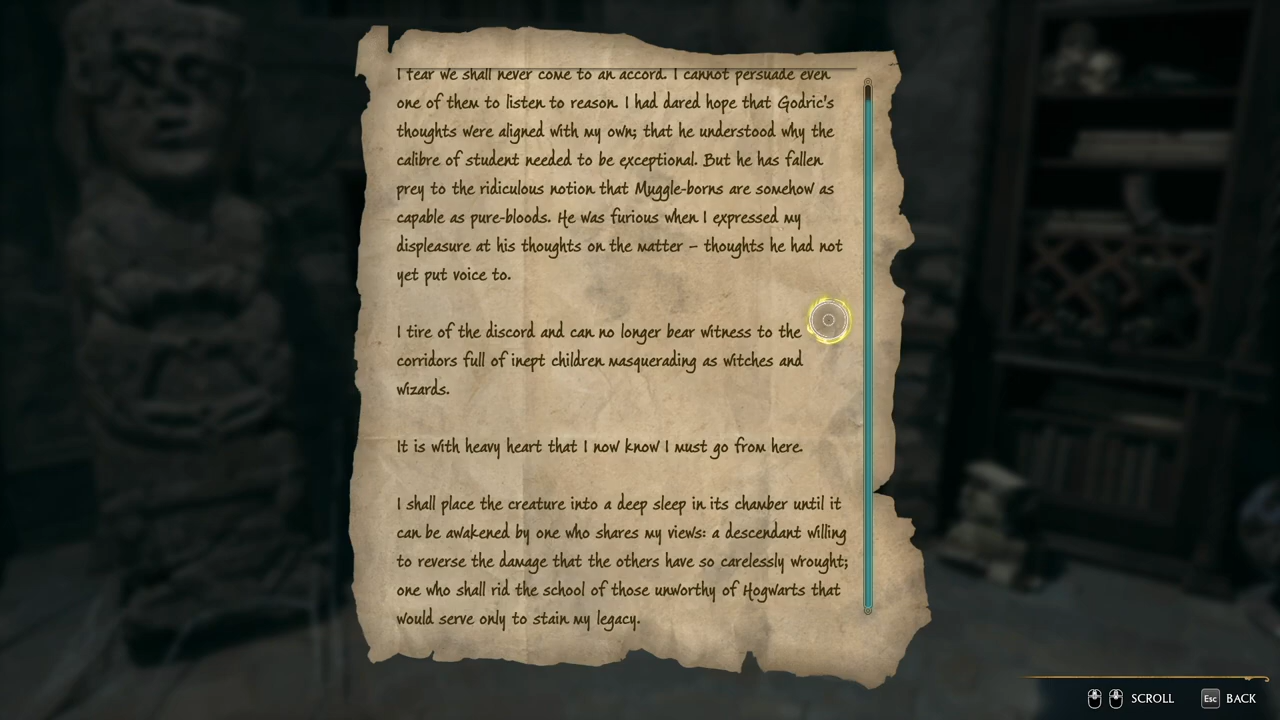 I fear we shall never come to an accord. I cannot persuade even
one of them to listen to reason. I had dared hope that Godric's
thoughts were aligned with my own; that he understood why the
calibre of student needed to be exceptional. But he has fallen
prey to the ridiculous notion that Muggle-borns are somehow as
capable as pure-bloods. He was furious when I expressed my
displeasure at his thoughts on the matter – thoughts he had not
yet put voice to.
I tire of the discord and can no longer bear witness to the
corridors full of inept children masquerading as witches and
wizards.
It is with heavy heart that I now know I must go from here.
I shall place the creature into a deep sleep in its chamber until it
can be awakened by one who shares my views: a descendant willing
to reverse the damage that the others have so carelessly wrought;
one who shall rid the school of those unworthy of Hogwarts that
would serve only to stain my legacy.
SCROLL Esc BACK